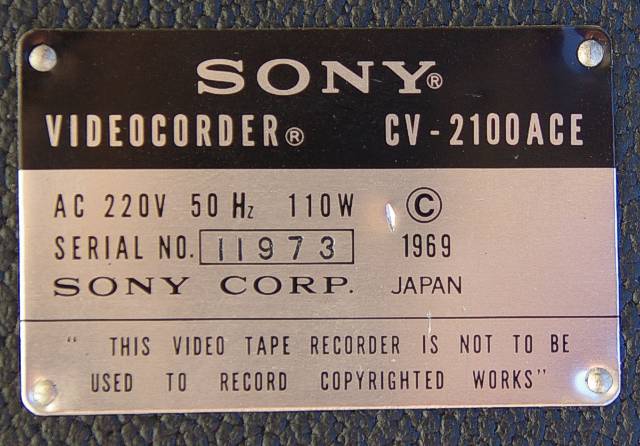 SONY®
VIDEOCORDER® CV-2100ACE
AC 220V 50 Hz 110W ©
SERIAL NO. 11973 1969
SONY CORP. JAPAN
" THIS VIDEO TAPE RECORDER IS NOT TO BE
USED TO RECORD COPYRIGHTED WORKS"